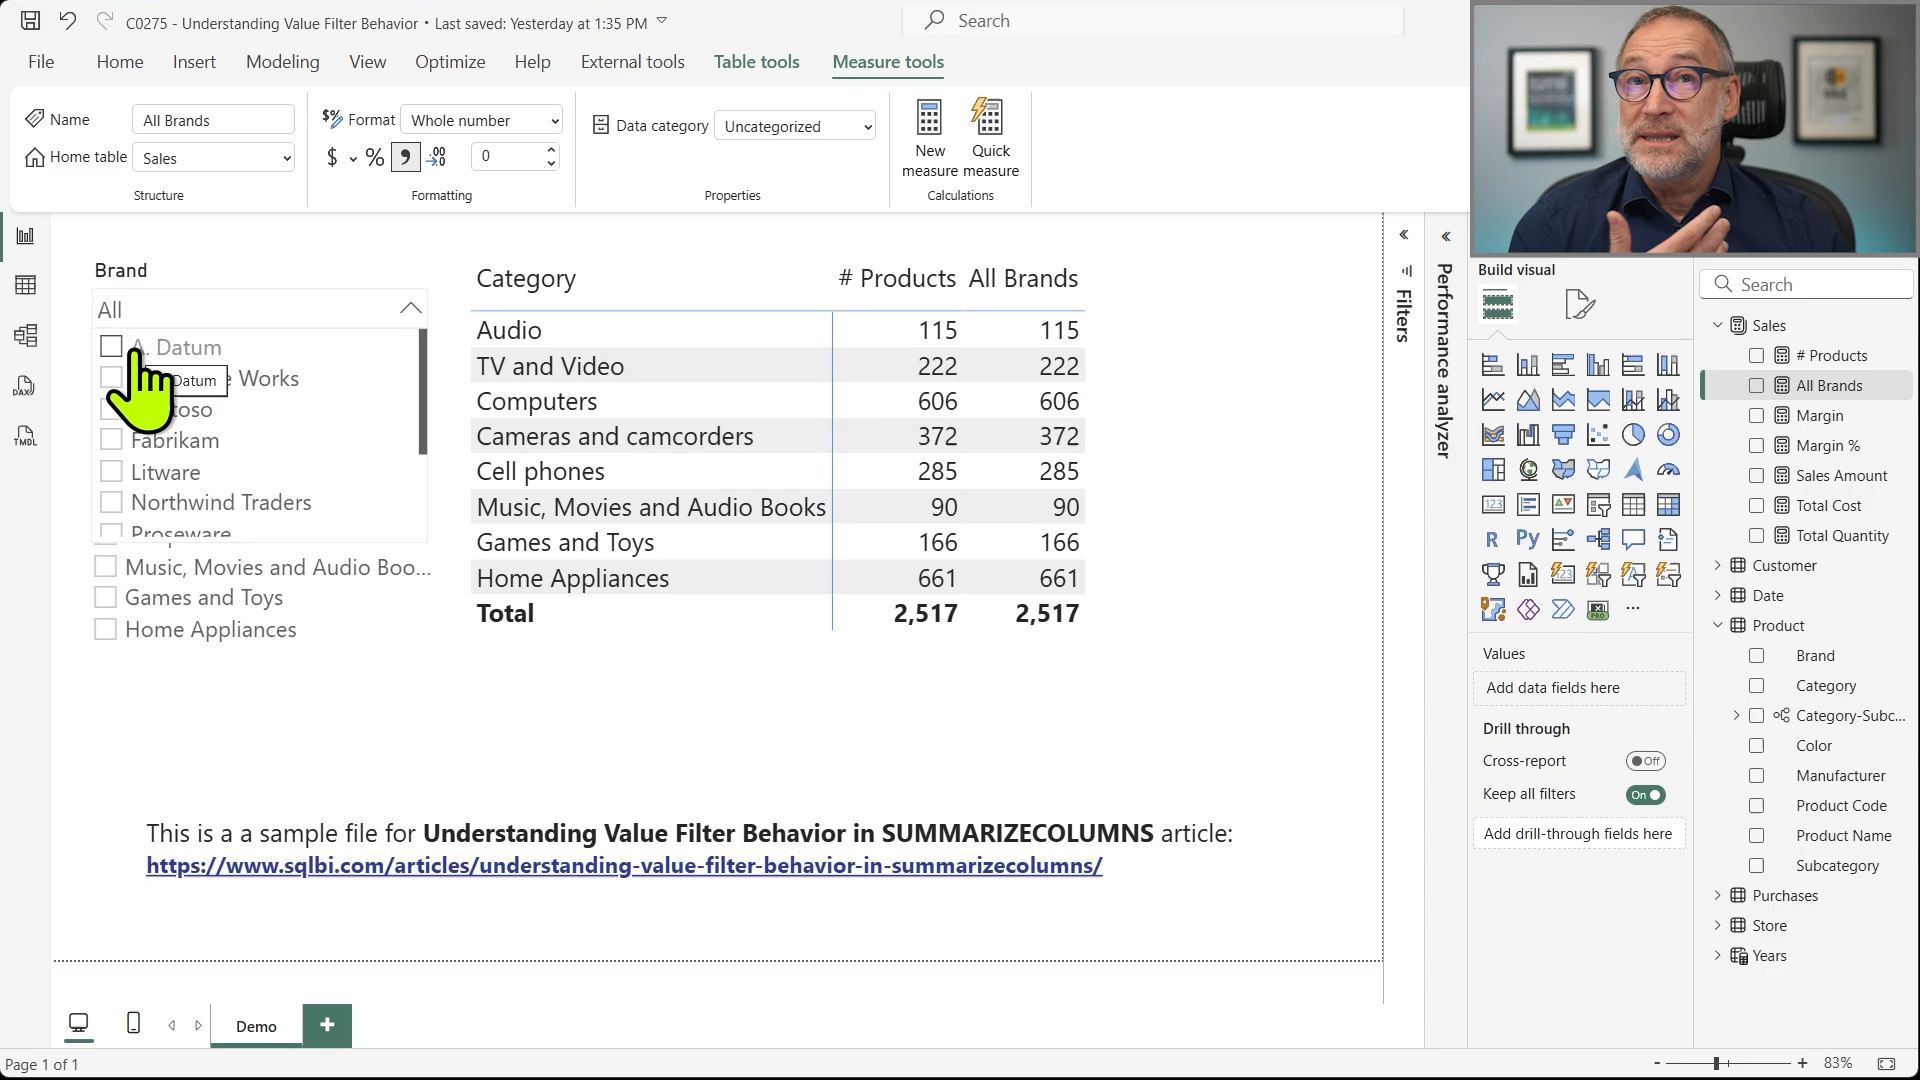 C0275 - Understanding Value Filter Behavior • Last saved: Yesterday at 1:35 PM
Search
File Home Insert Modeling View Optimize Help External tools Table tools Measure tools
Name All Brands
Home table Sales
Structure
$% Format Whole number
$ % , .00 0
Formatting
Data category Uncategorized
Properties
New measure
Quick measure
Calculations
Brand
All
A. Datum
Datum
Works
Fabrikam
Litware
Northwind Traders
Proseware
Music, Movies and Audio Boo...
Games and Toys
Home Appliances
Category # Products All Brands
Audio 115 115
TV and Video 222 222
Computers 606 606
Cameras and camcorders 372 372
Cell phones 285 285
Music, Movies and Audio Books 90 90
Games and Toys 166 166
Home Appliances 661 661
Total 2,517 2,517
This is a a sample file for Understanding Value Filter Behavior in SUMMARIZECOLUMNS article:
https://www.sqlbi.com/articles/understanding-value-filter-behavior-in-summarizecolumns/
DAX
TMDL
Filters
Performance analyzer
Build visual
123
R Py
123
PRO
...
Values
Add data fields here
Drill through
Cross-report Off
Keep all filters On
Add drill-through fields here
Search
Sales
# Products
All Brands
Margin
Margin %
Sales Amount
Total Cost
Total Quantity
Customer
Date
Product
Brand
Category
Category-Subc...
Color
Manufacturer
Product Code
Product Name
Subcategory
Purchases
Store
Years
Demo +
Page 1 of 1
- + 83%